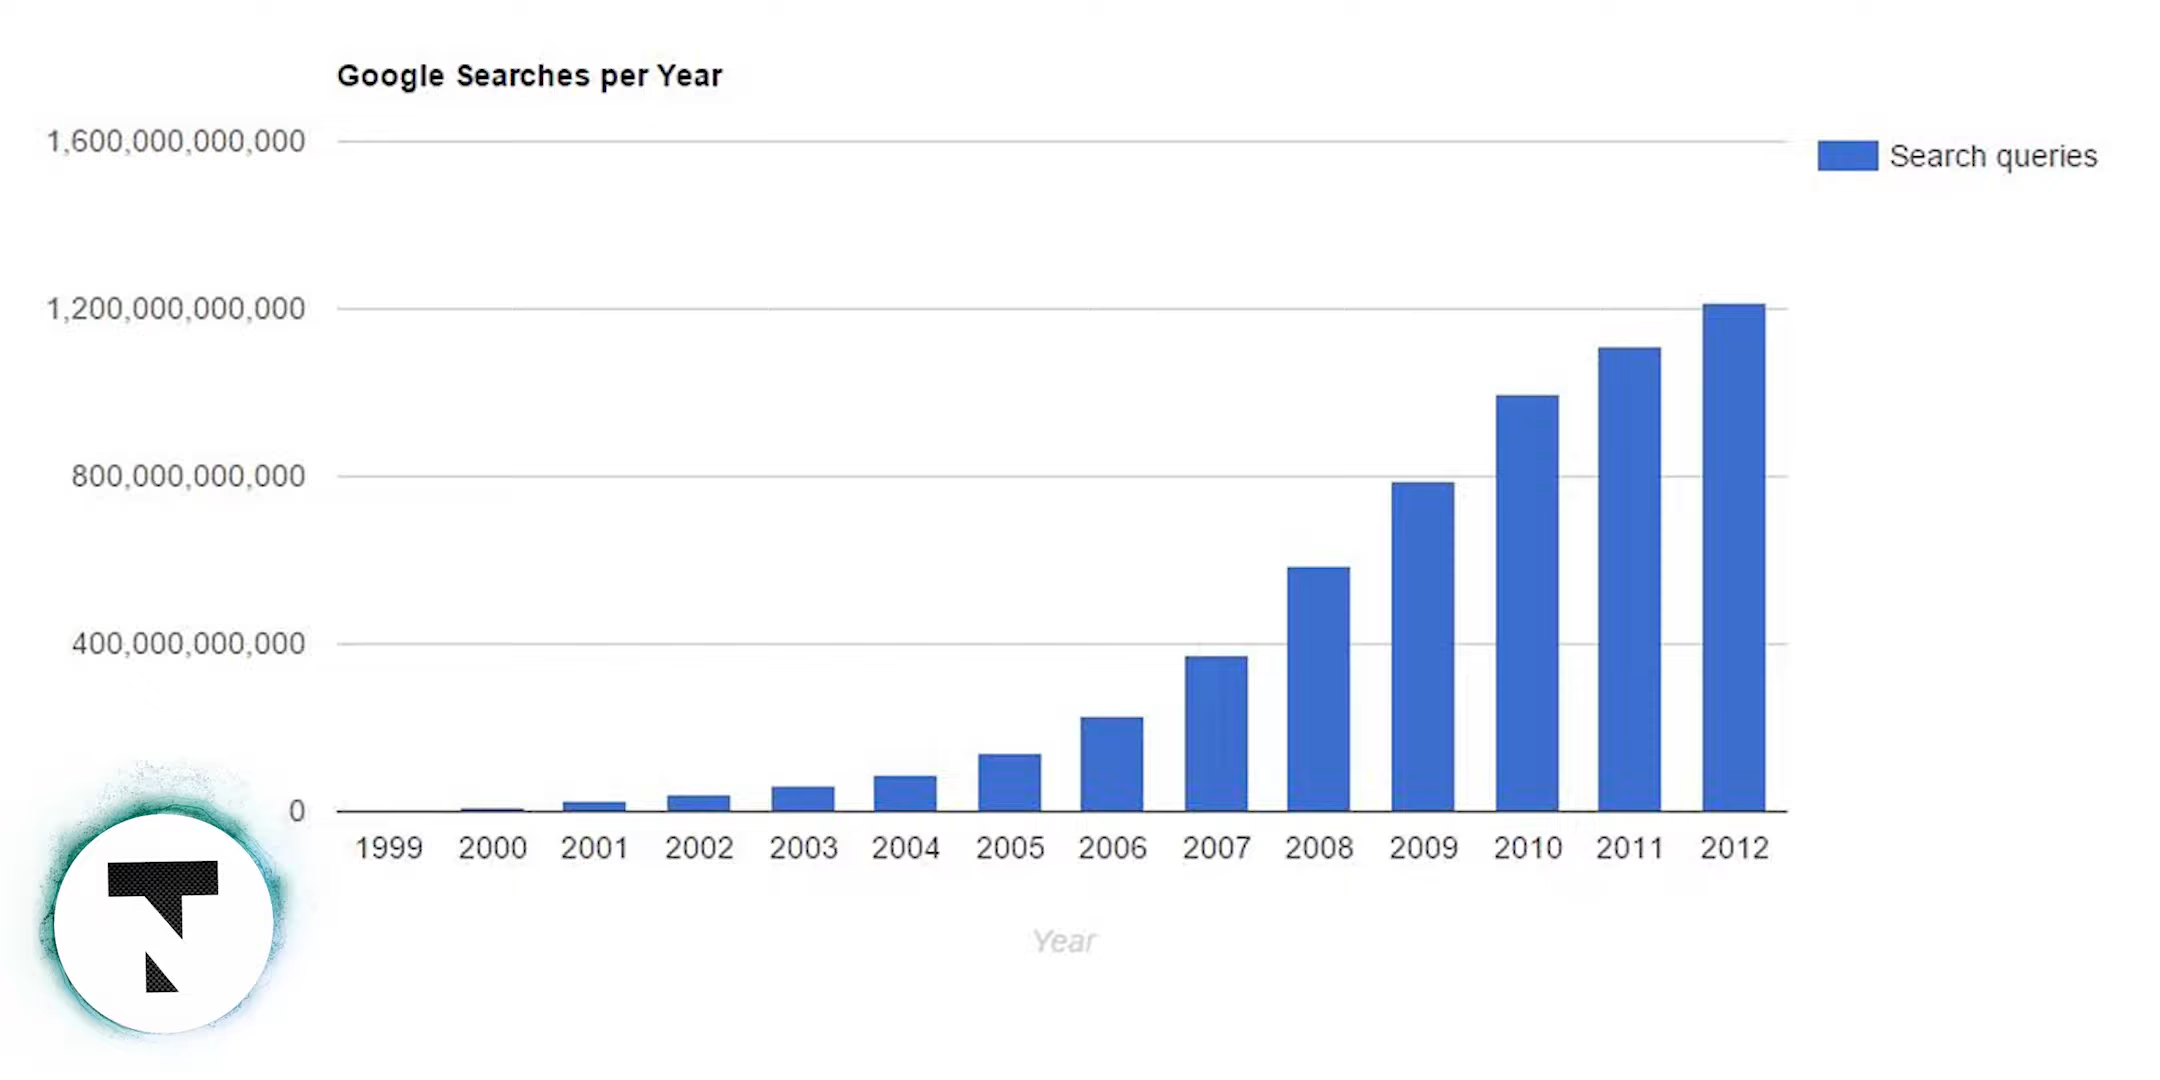 Google Searches per Year
1,600,000,000,000
Search queries
1,200,000,000,000
800,000,000,000
400,000,000,000
0
1999 2000 2001 2002 2003 2004 2005 2006 2007 2008 2009 2010 2011 2012
Year